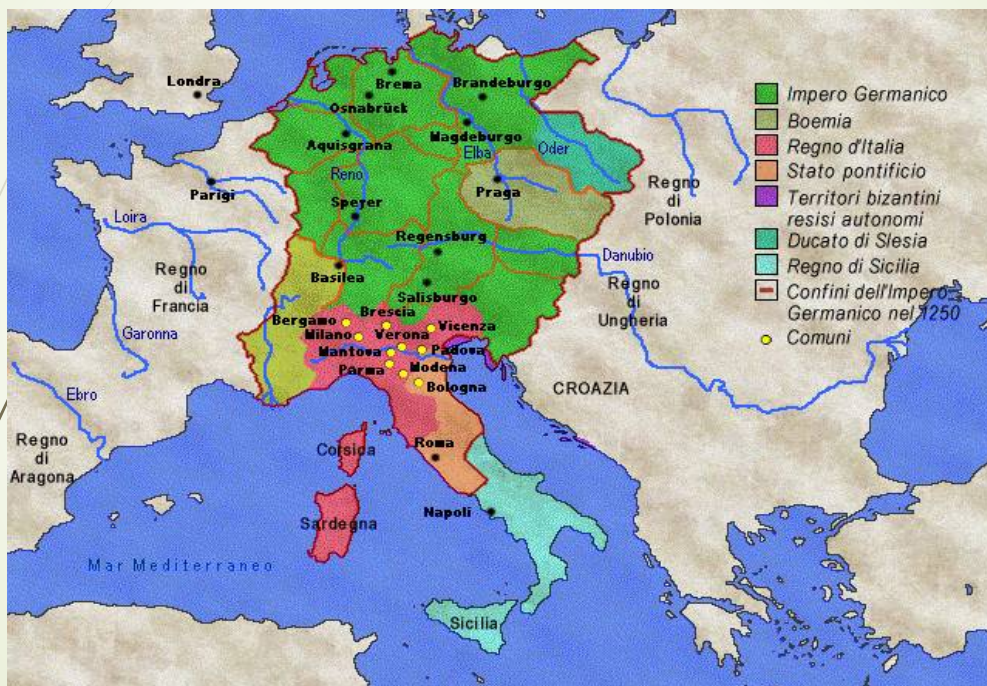 Londra
Brema
Brandeburgo
Osnabrück
Magdeburgo
Aquisgrana
Elba
Oder
Reno
Praga
Parigi
Speyer
Loira
Regensburg
Danubio
Basilea
Salisburgo
Regno
di
Francia
Garonna
Ebro
Regno
di
Aragona
Brescia
Bergamo
Vicenza
Milano
Verona
Mantova
Padova
Parma
Modena
Bologna
Regno
di
Polonia
Regno
di
Ungheria
CROAZIA
Corsica
Roma
Sardegna
Napoli
Mar Mediterraneo
Sicilia
Impero Germanico
Boemia
Regno d'Italia
Stato pontificio
Territori bizantini
resisi autonomi
Ducato di Slesia
Regno di Sicilia
Confini dell'Impero
Germanico nel 1250
Comuni